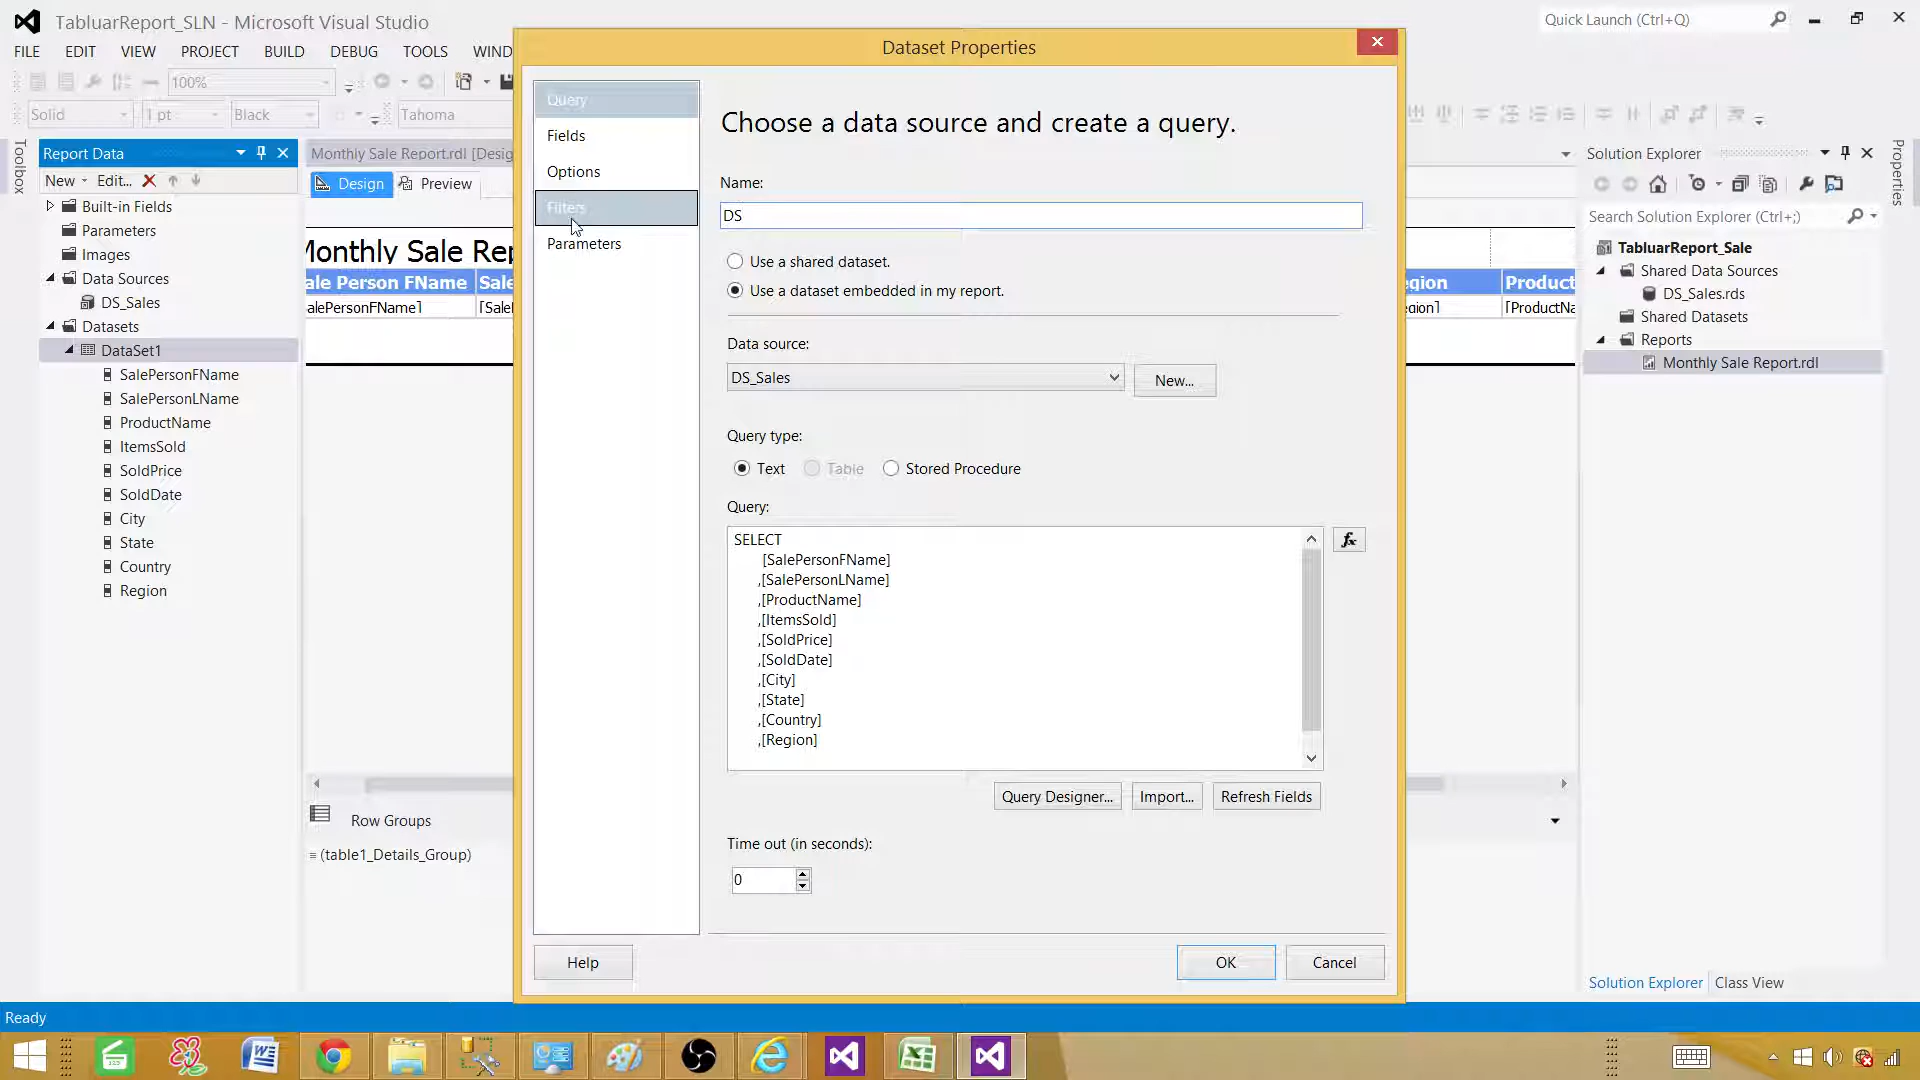 TabluarReport_SLN - Microsoft Visual Studio
Quick Launch (Ctrl+Q)
FILE EDIT VIEW PROJECT BUILD DEBUG TOOLS WIND
100%
Solid 1 pt Black Tahoma
Toolbox
Report Data
New Edit...
Built-in Fields
Parameters
Images
Data Sources
DS_Sales
Datasets
DataSet1
SalePersonFName
SalePersonLName
ProductName
ItemsSold
SoldPrice
SoldDate
City
State
Country
Region
Monthly Sale Report.rdl [Desig
Design Preview
Monthly Sale Rep
ale Person FName Sale
alePersonFName] [Sale
Row Groups
(table1_Details_Group)
Dataset Properties
Query
Fields
Options
Filters
Parameters
Choose a data source and create a query.
Name:
DS
Use a shared dataset.
Use a dataset embedded in my report.
Data source:
DS_Sales
New...
Query type:
Text Table Stored Procedure
Query:
SELECT
[SalePersonFName]
,[SalePersonLName]
,[ProductName]
,[ItemsSold]
,[SoldPrice]
,[SoldDate]
,[City]
,[State]
,[Country]
,[Region]
fx
Query Designer... Import... Refresh Fields
Time out (in seconds):
0
Help OK Cancel
egion Product
egion] [ProductNa
Solution Explorer
Search Solution Explorer (Ctrl+;)
TabluarReport_Sale
Shared Data Sources
DS_Sales.rds
Shared Datasets
Reports
Monthly Sale Report.rdl
Solution Explorer Class View
Properties
Ready